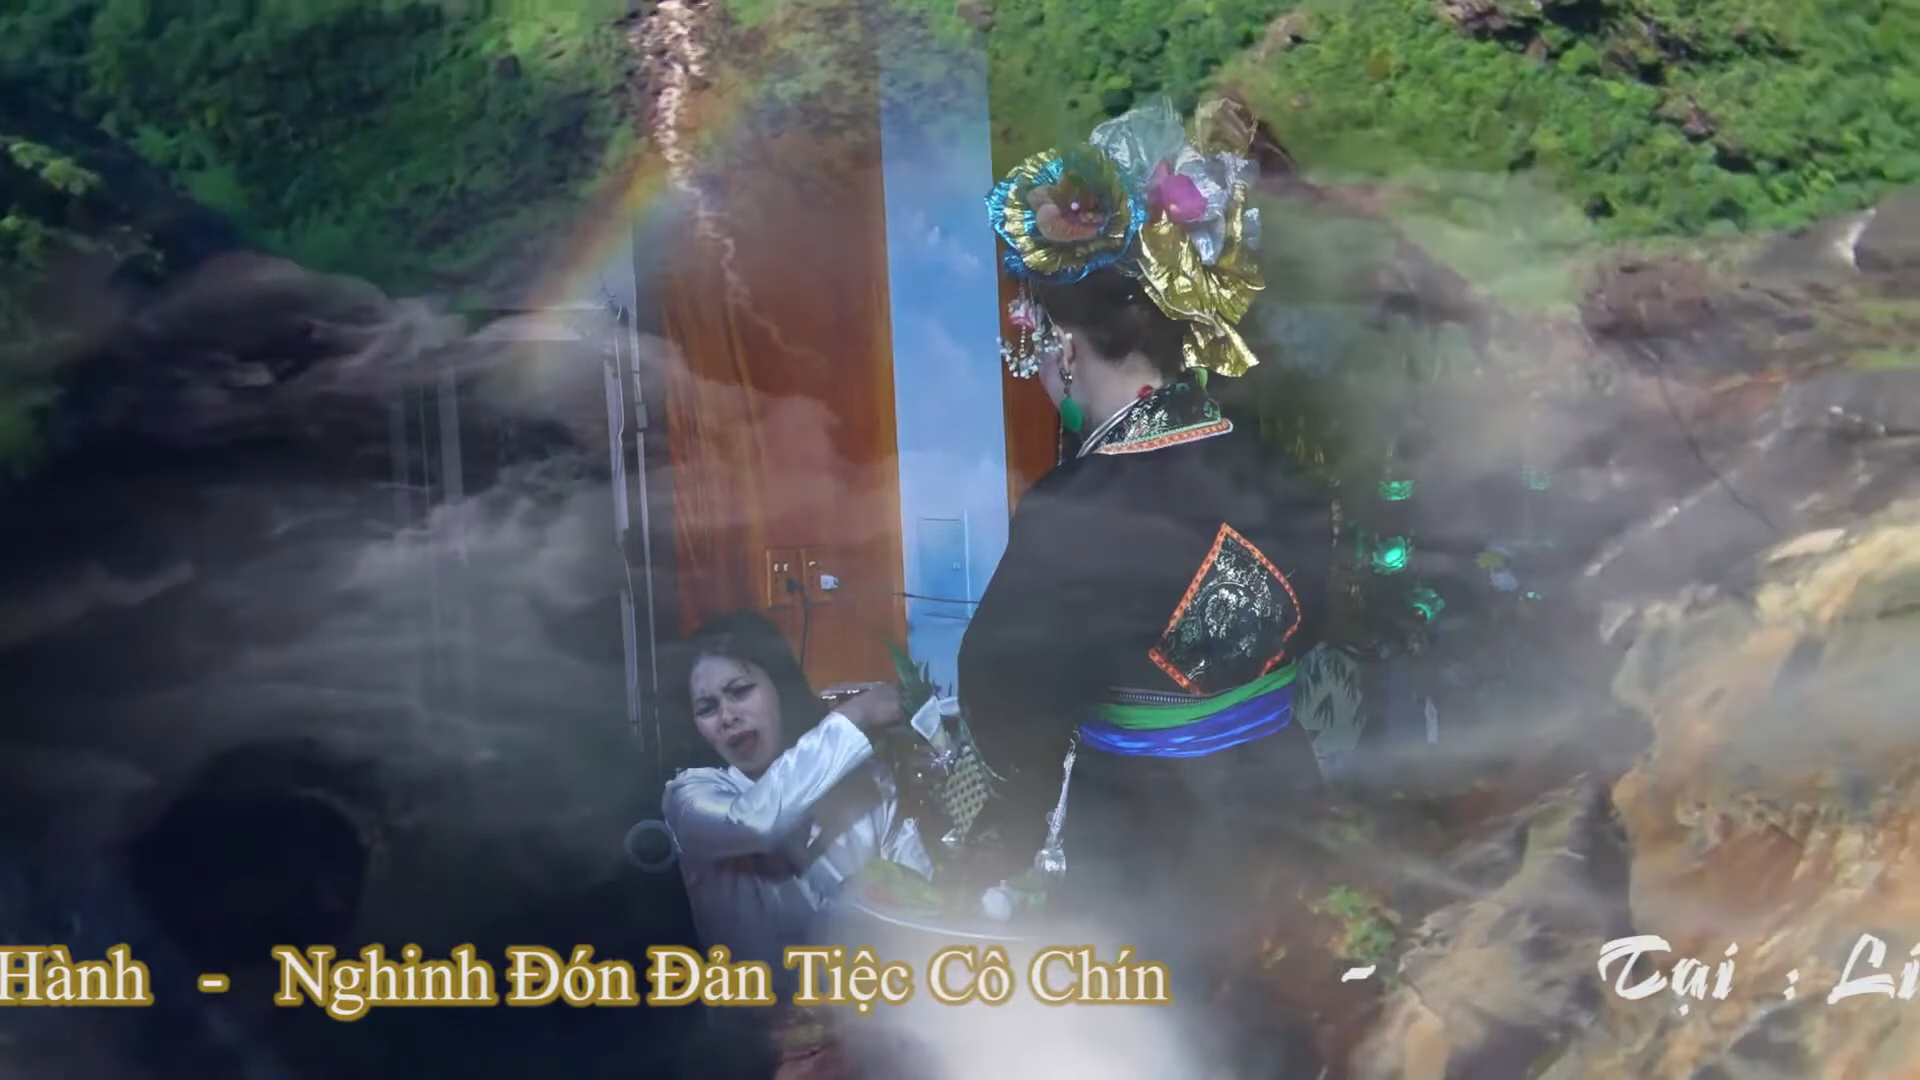 Hành - Nghinh Đón Đản Tiệc Cô Chín - Tại :